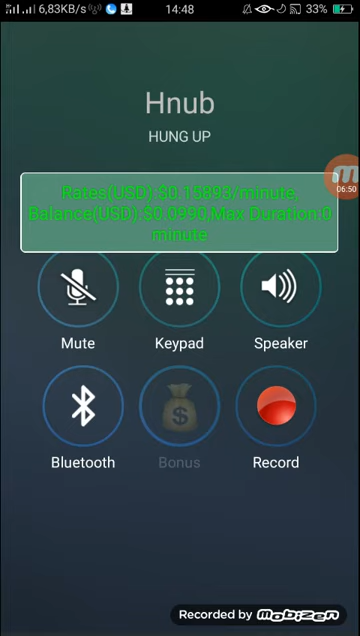 6,83KB/s 14:48 33%
Hnub
HUNG UP
Rates(USD):$0.15893/minute,
Balance(USD):$0.0990,Max Duration:0
minute
06:50
Mute Keypad Speaker
Bluetooth Bonus Record
Recorded by mobizen